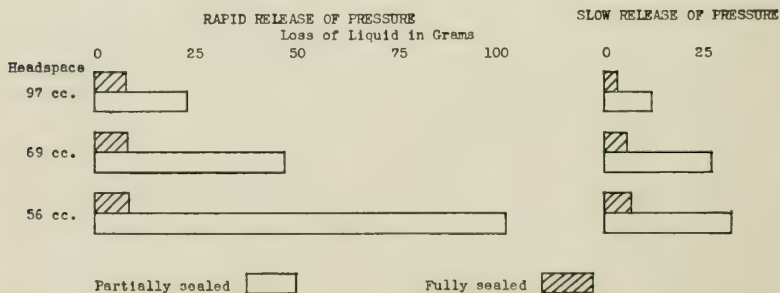 RAPID RELEASE OF PRESSURE
SLOW RELEASE OF PRESSURE
Loss of Liquid in Grams
0 25 50 75 100
0 25
Headspace
97 cc.
69 cc.
56 cc.
Partially sealed
Fully sealed